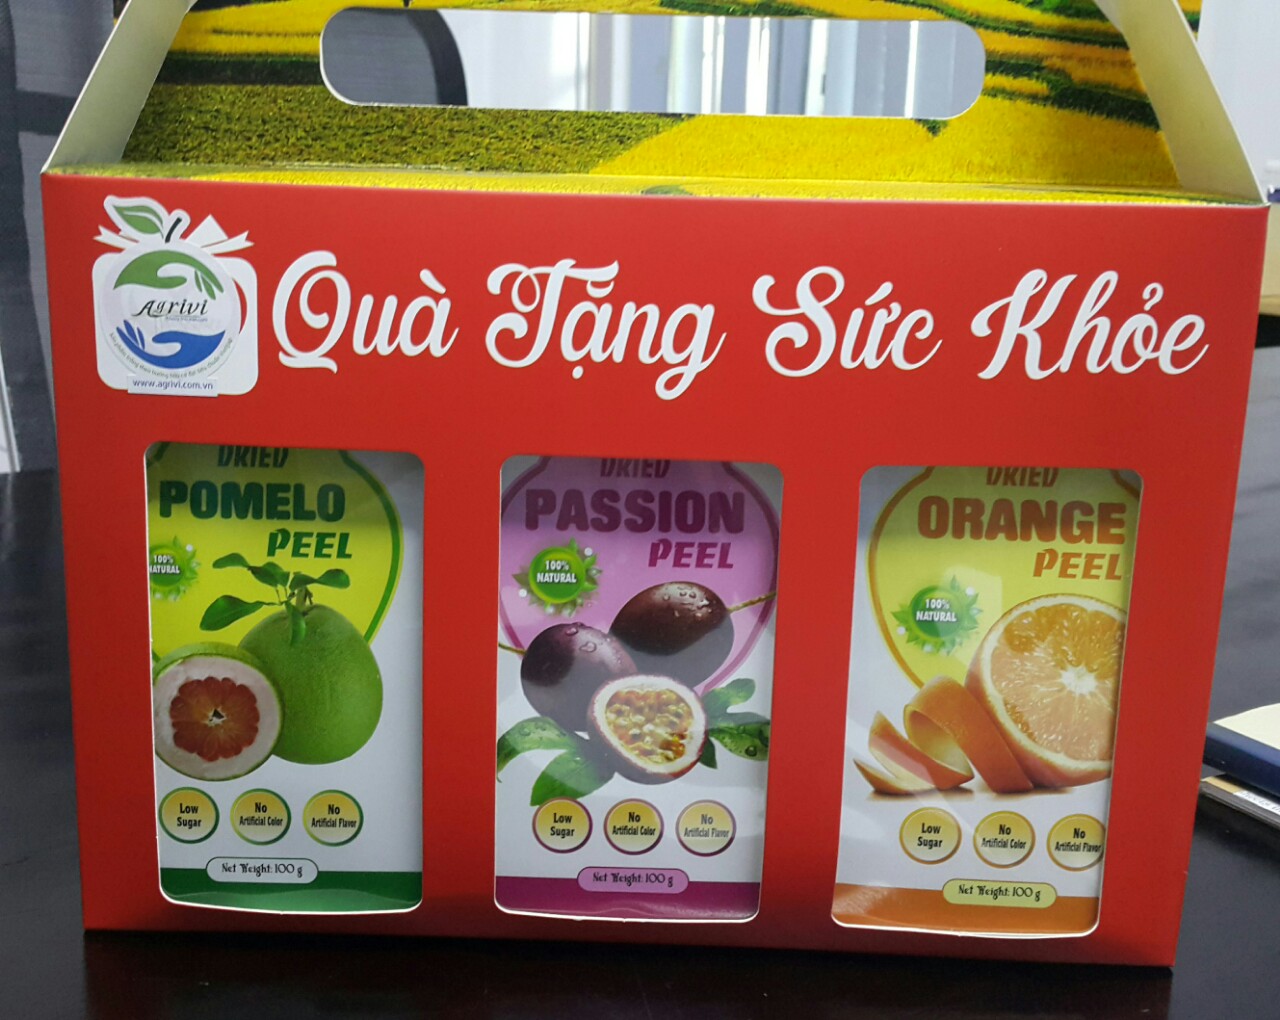 Quà Tặng Sức Khỏe
Agrivi
www.agrivi.com.vn
DRIED
POMELO
PEEL
100%
NATURAL
Low
Sugar
No
Artificial Color
No
Artificial Flavor
Net Weight: 100 g
DRIED
PASSION
PEEL
100%
NATURAL
Low
Sugar
No
Artificial Color
No
Artificial Flavor
Net Weight: 100 g
DRIED
ORANGE
PEEL
100%
NATURAL
Low
Sugar
No
Artificial Color
No
Artificial Flavor
Net Weight: 100 g